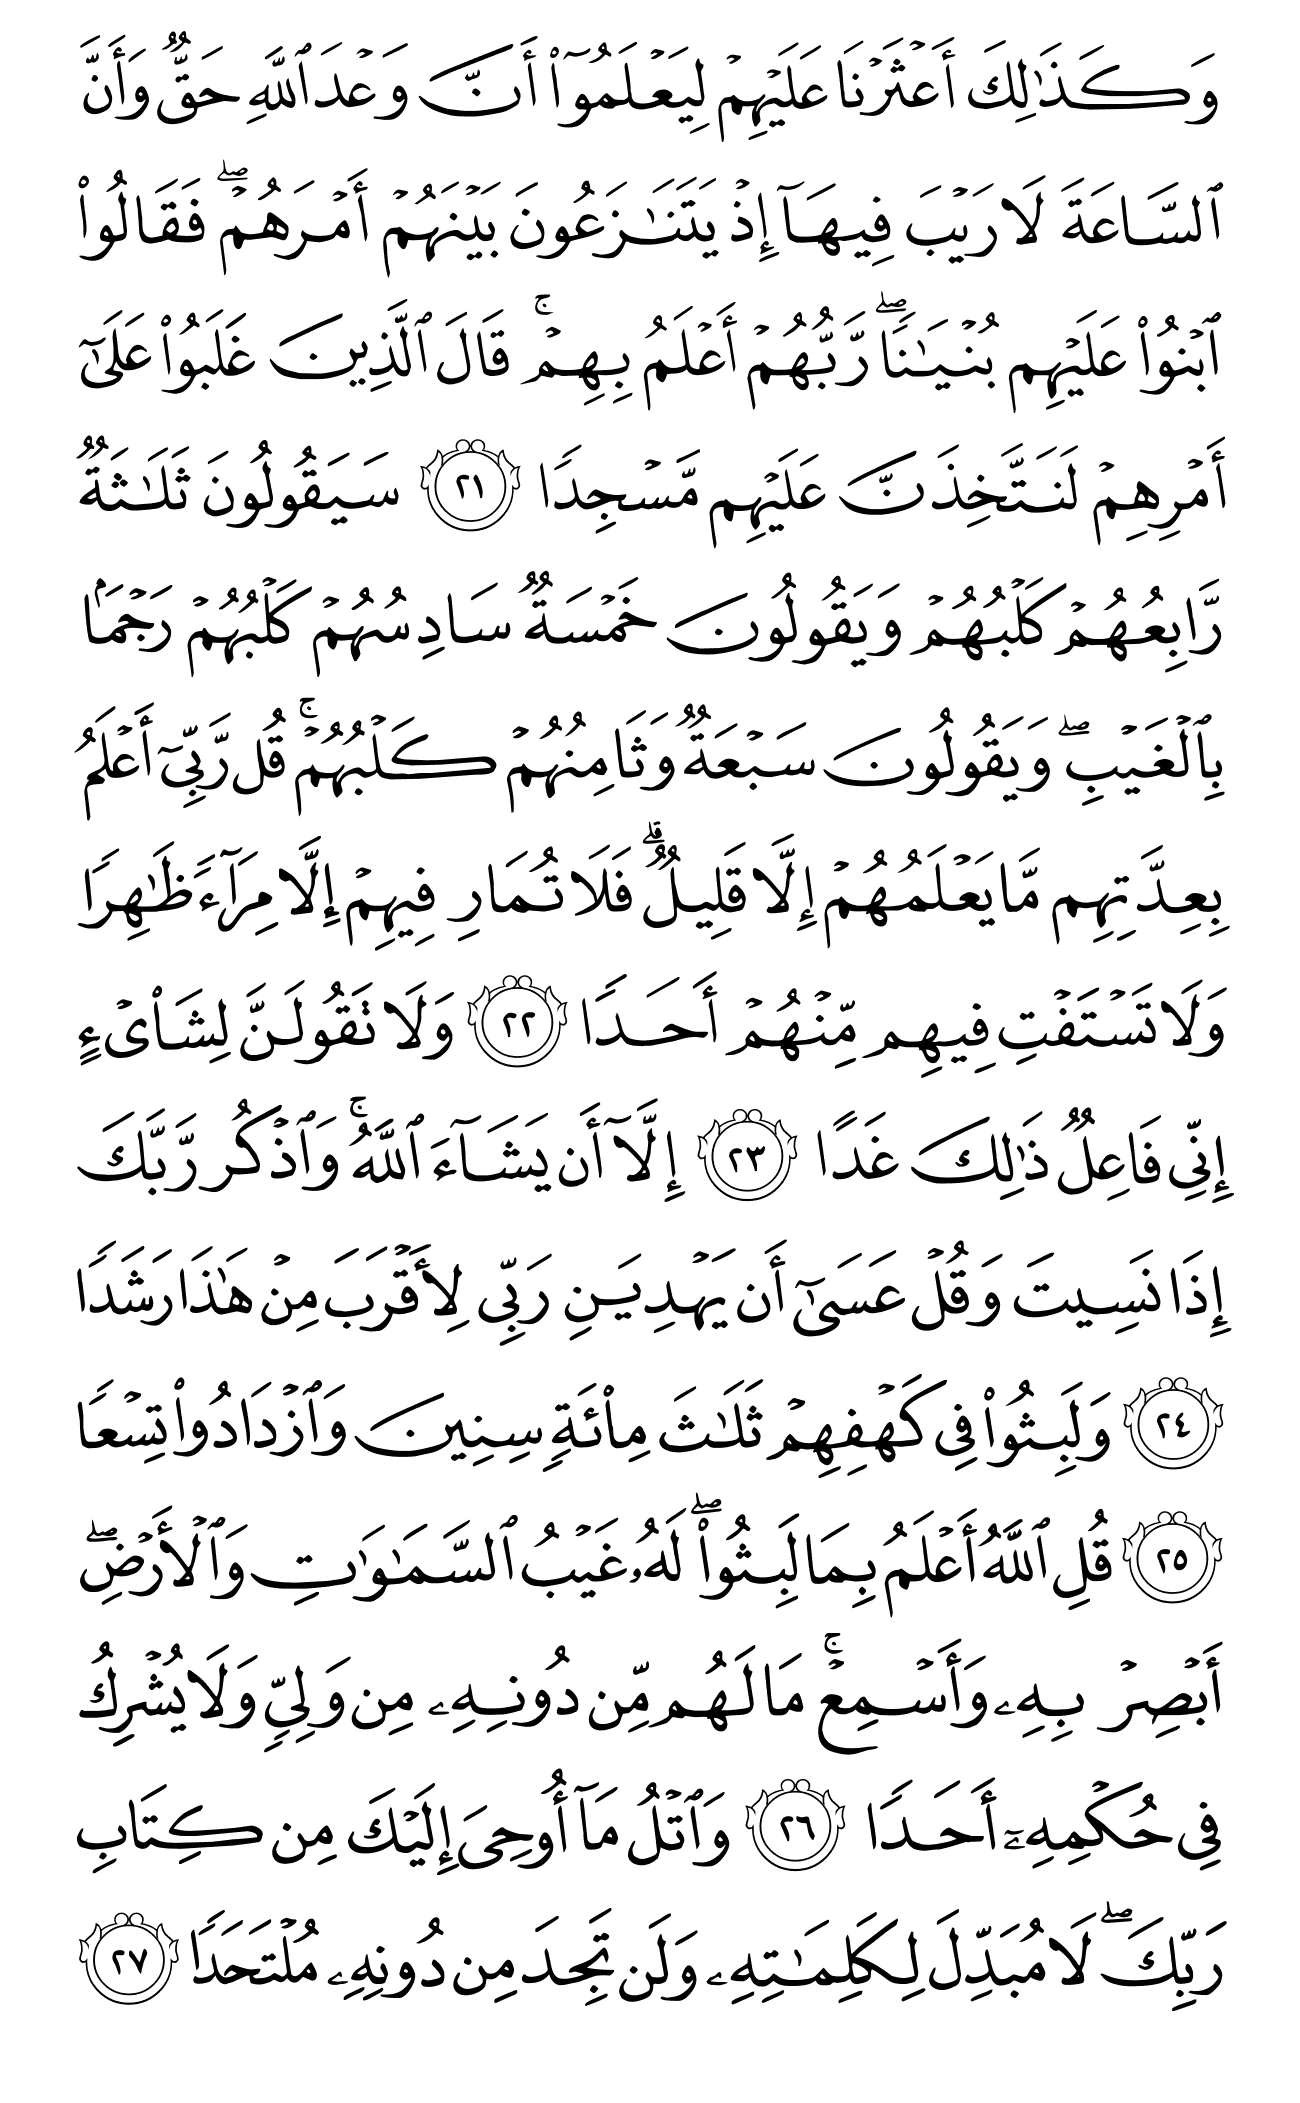 وَكَذَٰلِكَ أَعْثَرْنَا عَلَيْهِمْ لِيَعْلَمُوٓا۟ أَنَّ وَعْدَ ٱللَّهِ حَقٌّ وَأَنَّ
ٱلسَّاعَةَ لَا رَيْبَ فِيهَآ إِذْ يَتَنَـٰزَعُونَ بَيْنَهُمْ أَمْرَهُمْ ۖ فَقَالُوا۟
ٱبْنُوا۟ عَلَيْهِم بُنْيَـٰنًا ۖ رَّبُّهُمْ أَعْلَمُ بِهِمْ ۚ قَالَ ٱلَّذِينَ غَلَبُوا۟ عَلَىٰٓ
أَمْرِهِمْ لَنَتَّخِذَنَّ عَلَيْهِم مَّسْجِدًا ٢١ سَيَقُولُونَ ثَلَـٰثَةٌ
رَّابِعُهُمْ كَلْبُهُمْ وَيَقُولُونَ خَمْسَةٌ سَادِسُهُمْ كَلْبُهُمْ رَجْمًۢا
بِٱلْغَيْبِ ۖ وَيَقُولُونَ سَبْعَةٌ وَثَامِنُهُمْ كَلْبُهُمْ ۚ قُل رَّبِّىٓ أَعْلَمُ
بِعِدَّتِهِم مَّا يَعْلَمُهُمْ إِلَّا قَلِيلٌ ۗ فَلَا تُمَارِ فِيهِمْ إِلَّا مِرَآءً ظَـٰهِرًا
وَلَا تَسْتَفْتِ فِيهِم مِّنْهُمْ أَحَدًا ٢٢ وَلَا تَقُولَنَّ لِشَا۟ىْءٍ
إِنِّى فَاعِلٌ ذَٰلِكَ غَدًا ٢٣ إِلَّآ أَن يَشَآءَ ٱللَّهُ ۚ وَٱذْكُر رَّبَّكَ
إِذَا نَسِيتَ وَقُلْ عَسَىٰٓ أَن يَهْدِيَنِ رَبِّى لِأَقْرَبَ مِنْ هَـٰذَا رَشَدًا
٢٤ وَلَبِثُوا۟ فِى كَهْفِهِمْ ثَلَـٰثَ مِا۟ئَةٍ سِنِينَ وَٱزْدَادُوا۟ تِسْعًا
٢٥ قُلِ ٱللَّهُ أَعْلَمُ بِمَا لَبِثُوا۟ ۖ لَهُۥ غَيْبُ ٱلسَّمَـٰوَٰتِ وَٱلْأَرْضِ ۖ
أَبْصِرْ بِهِۦ وَأَسْمِعْ ۚ مَا لَهُم مِّن دُونِهِۦ مِن وَلِىٍّ وَلَا يُشْرِكُ
فِى حُكْمِهِۦٓ أَحَدًا ٢٦ وَٱتْلُ مَآ أُوحِىَ إِلَيْكَ مِن كِتَابِ
رَبِّكَ ۖ لَا مُبَدِّلَ لِكَلِمَـٰتِهِۦ وَلَن تَجِدَ مِن دُونِهِۦ مُلْتَحَدًا ٢٧